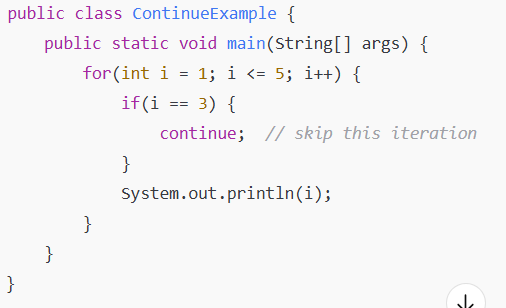 public class ContinueExample {
    public static void main(String[] args) {
        for(int i = 1; i <= 5; i++) {
            if(i == 3) {
                continue;  // skip this iteration
            }
            System.out.println(i);
        }
    }
}